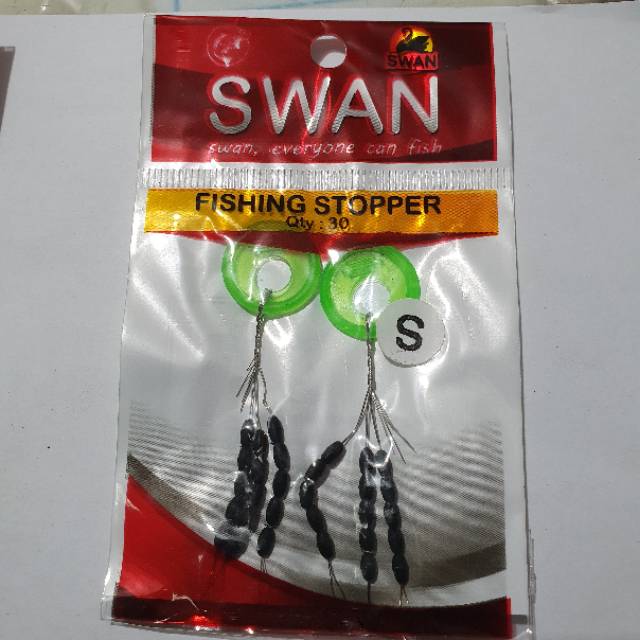 SWAN
SWAN
swan, everyone can fish
FISHING STOPPER
Qty : 30
S